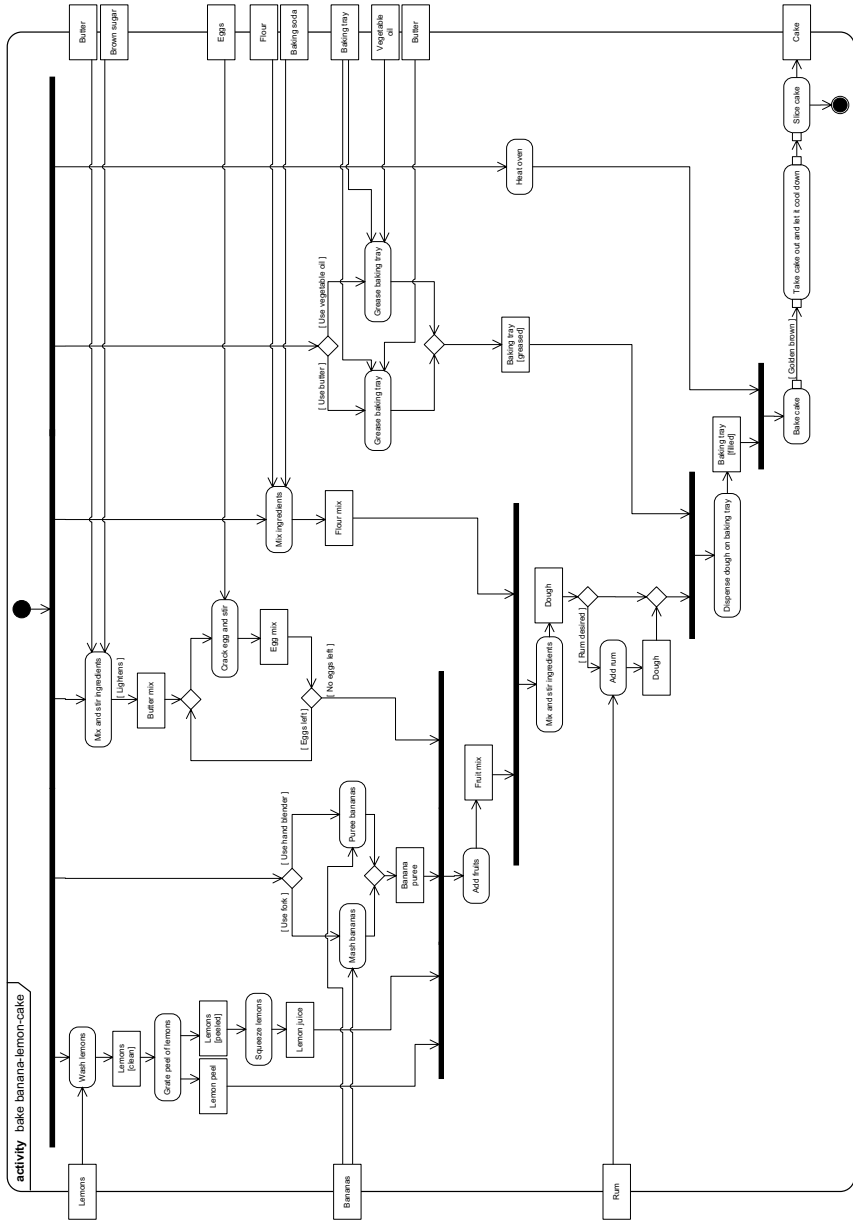 activity bake banana-lemon-cake
Lemons
Bananas
Rum
Butter
Brown sugar
Eggs
Flour
Baking soda
Baking tray
Vegetable
oil
Butter
Cake
Wash lemons
Lemons
[clean]
Grate peel of lemons
Lemon peel
Lemons
[peeled]
Squeeze lemons
Lemon juice
[ Use fork ]
[ Use hand blender ]
Mash bananas
Puree bananas
Banana
puree
Mix and stir ingredients
[ Lightens ]
Butter mix
Crack egg and stir
Egg mix
[ Eggs left ]
[ No eggs left ]
Mix ingredients
Flour mix
[ Use butter ]
[ Use vegetable oil ]
Grease baking tray
Grease baking tray
Baking tray
[greased]
Heat oven
Add fruits
Fruit mix
Mix and stir ingredients
Dough
[ Rum desired ]
Add rum
Dough
Dispense dough on baking tray
Baking tray
[filled]
Bake cake
[ Golden brown ]
Take cake out and let it cool down
Slice cake